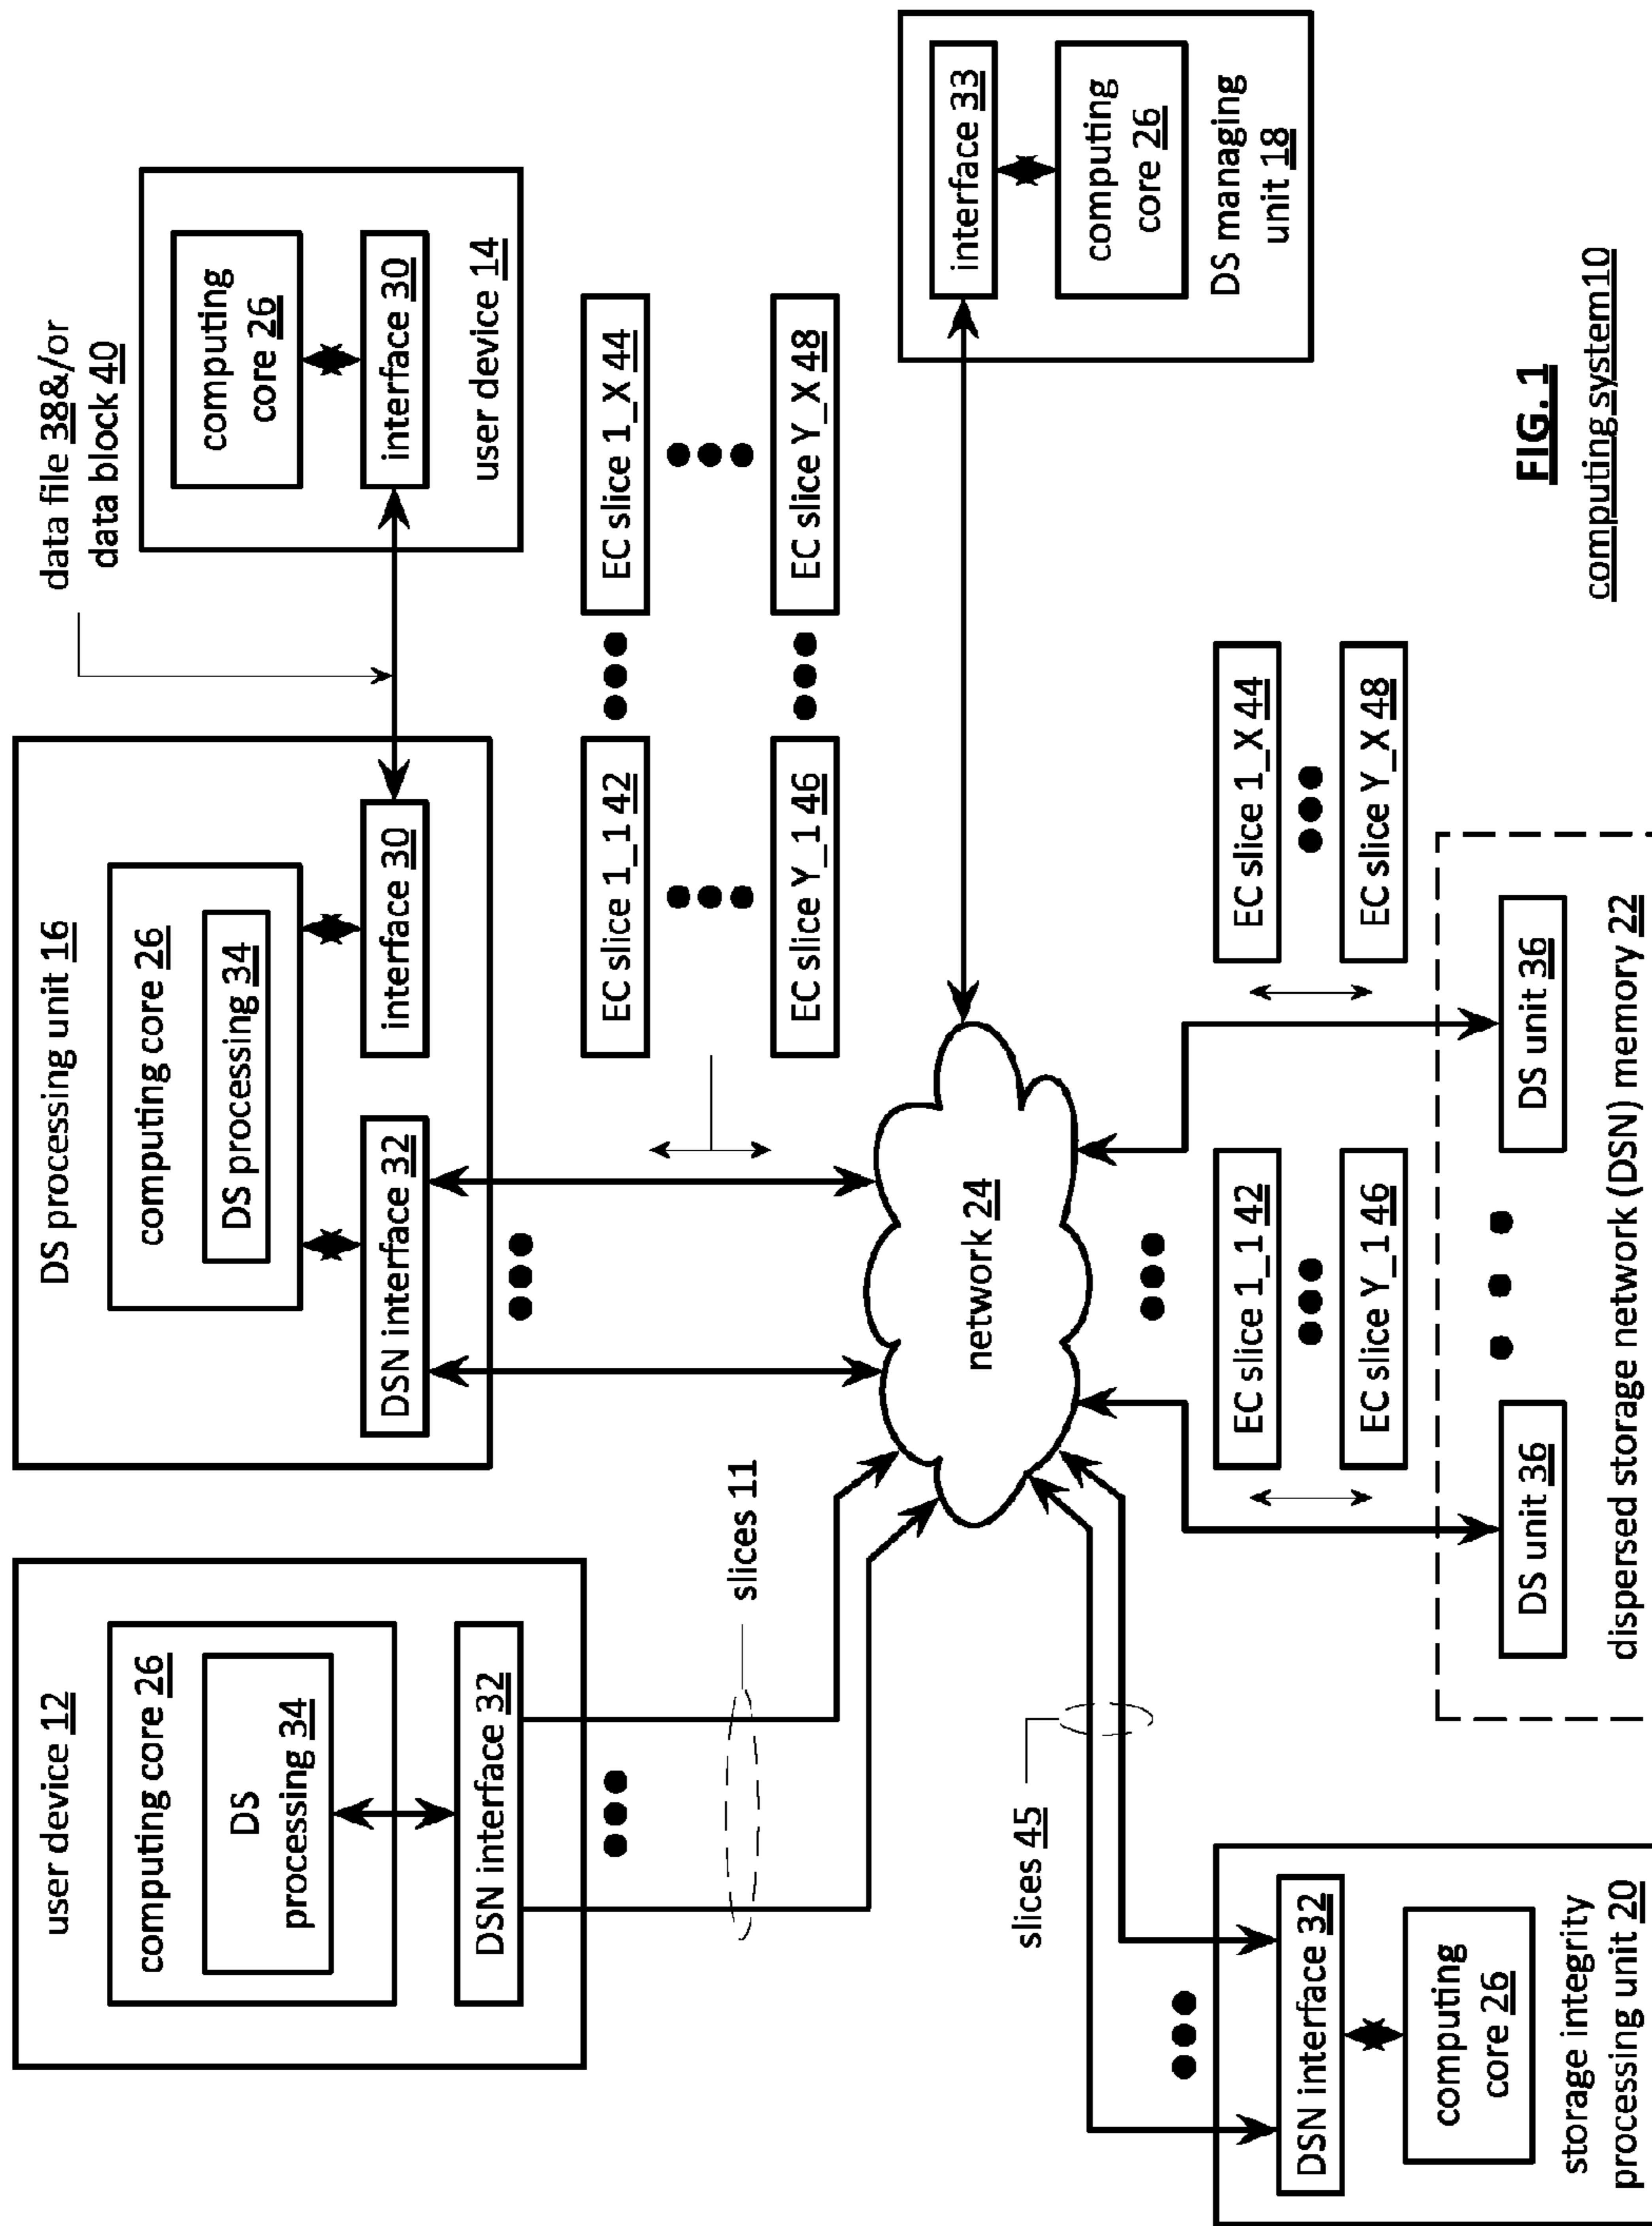 user device 12
computing core 26
DS
processing 34
DSN interface 32
slices 11
DS processing unit 16
computing core 26
DS processing 34
DSN interface 32
interface 30
data file 38&/or
data block 40
computing
core 26
interface 30
user device 14
EC slice 1_1 42
EC slice 1_X 44
EC slice Y_1 46
EC slice Y_X 48
network 24
interface 33
computing
core 26
DS managing
unit 18
slices 45
DSN interface 32
computing
core 26
storage integrity
processing unit 20
EC slice 1_1 42
EC slice Y_1 46
EC slice 1_X 44
EC slice Y_X 48
DS unit 36
DS unit 36
dispersed storage network (DSN) memory 22
FIG. 1
computing system10